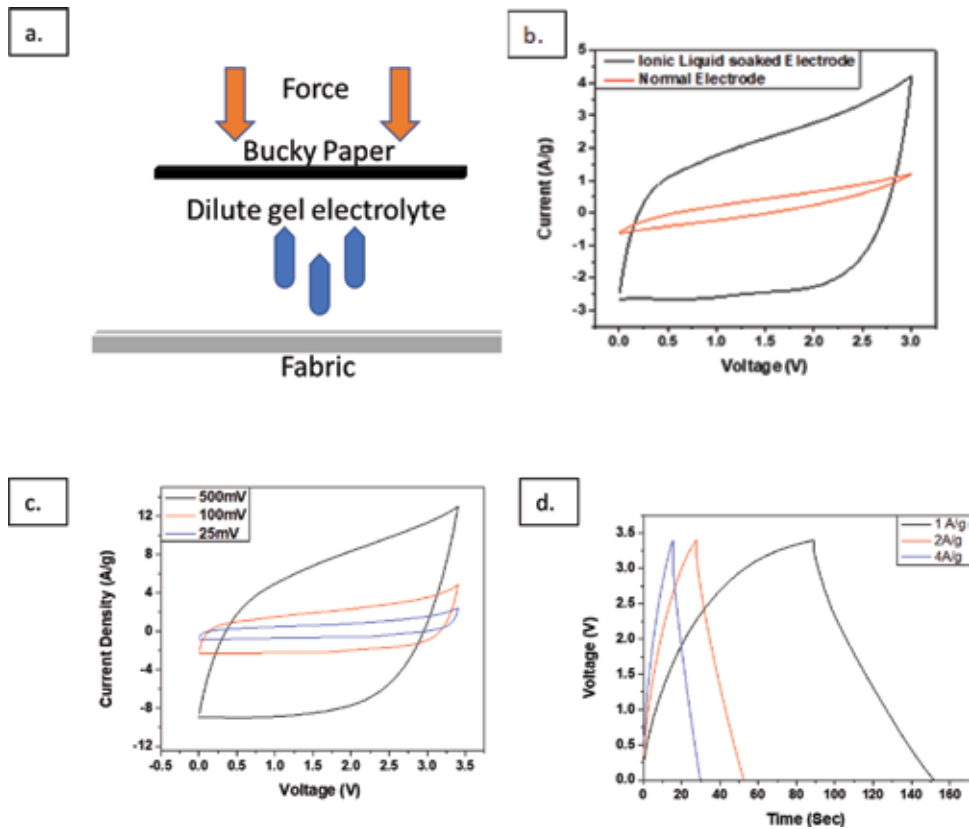 a.
Force
Bucky Paper
Dilute gel electrolyte
Fabric
b.
Ionic Liquid soaked Electrode
Normal Electrode
5
4
3
2
1
0
-1
-2
-3
Current (A/g)
0.0 0.5 1.0 1.5 2.0 2.5 3.0
Voltage (V)
c.
500mV
100mV
25mV
12
8
4
0
-4
-8
-12
Current Density (A/g)
-0.5 0.0 0.5 1.0 1.5 2.0 2.5 3.0 3.5
Voltage (V)
d.
1 A/g
2A/g
4A/g
3.5
3.0
2.5
2.0
1.5
1.0
0.5
0.0
Voltage (V)
0 20 40 60 80 100 120 140 160
Time (Sec)